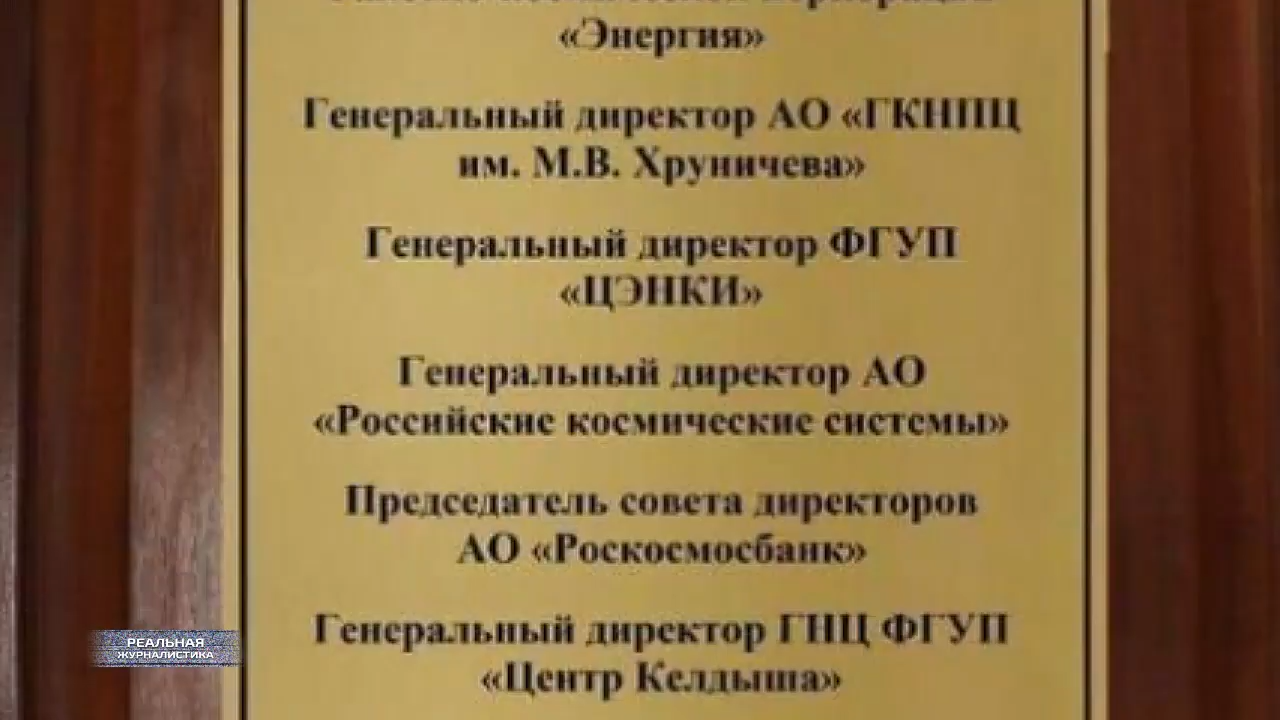 «Энергия»
Генеральный директор АО «ГКНПЦ
им. М.В. Хруничева»
Генеральный директор ФГУП
«ЦЭНКИ»
Генеральный директор АО
«Российские космические системы»
Председатель совета директоров
АО «Роскосмосбанк»
Генеральный директор ГНЦ ФГУП
«Центр Келдыша»
РЕАЛЬНАЯ
ЖУРНАЛИСТИКА